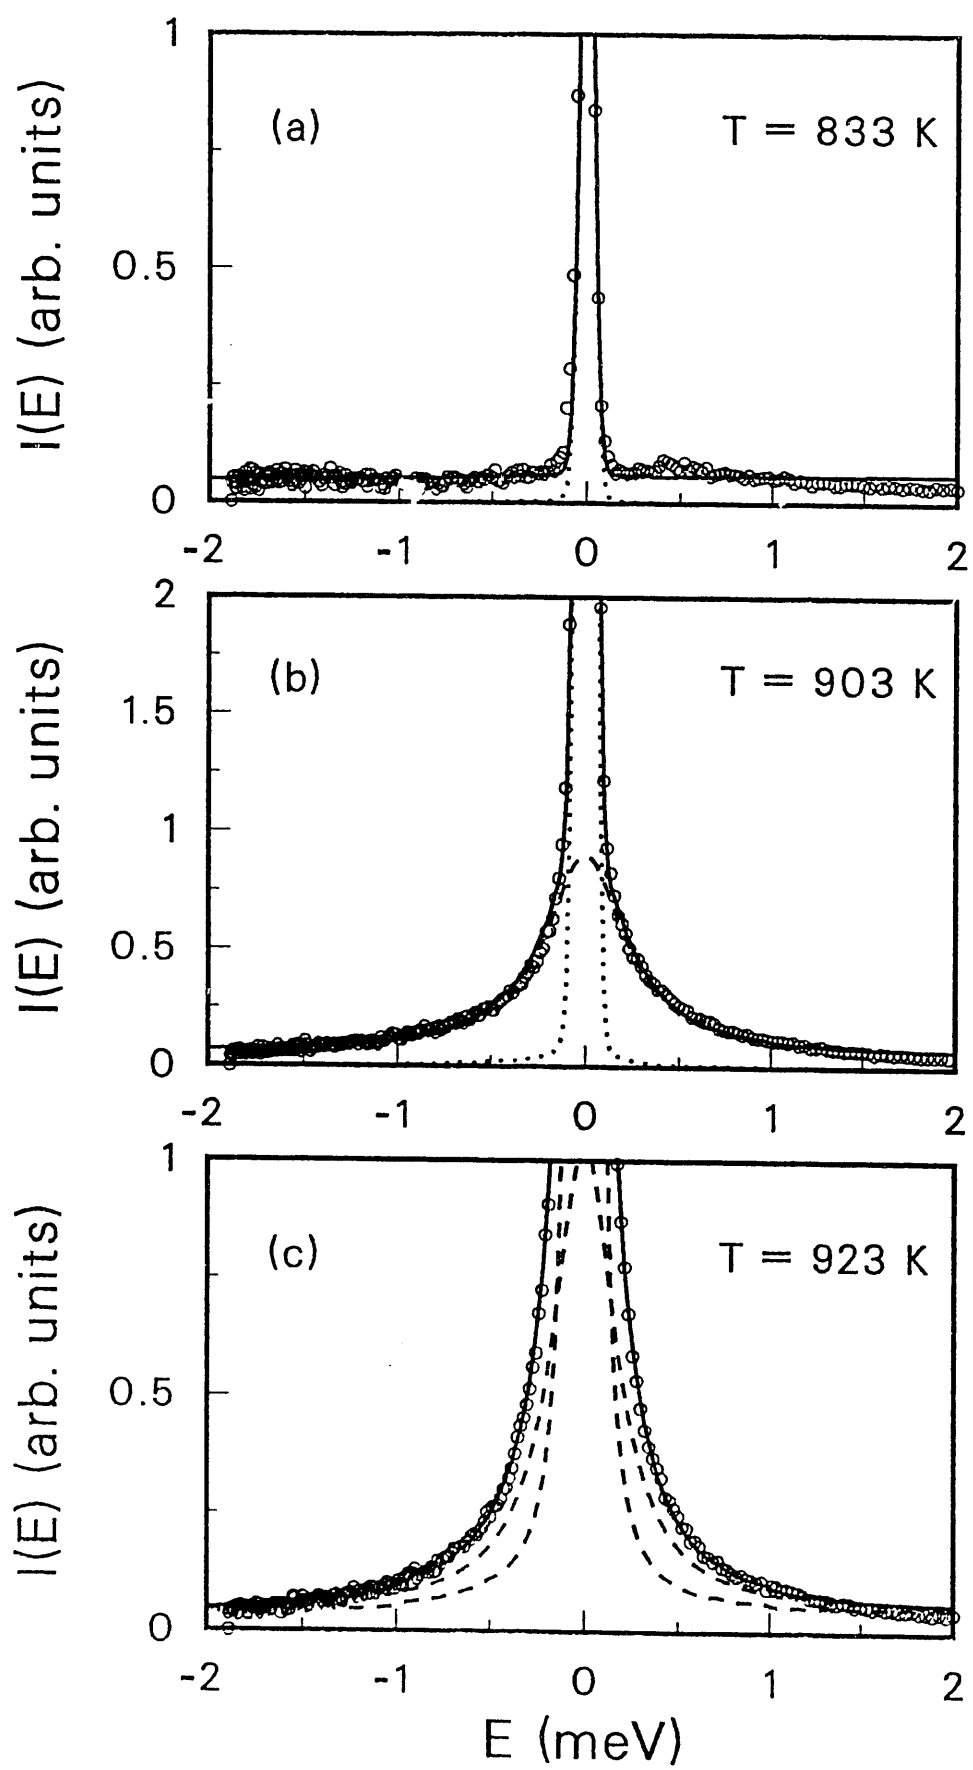 1
(a)
T = 833 K
0.5
I(E) (arb. units)
0
-2 -1 0 1 2
2
(b)
T = 903 K
1.5
1
I(E) (arb. units)
0.5
0
-2 -1 0 1 2
1
(c)
T = 923 K
0.5
I(E) (arb. units)
0
-2 -1 0 1 2
E (meV)